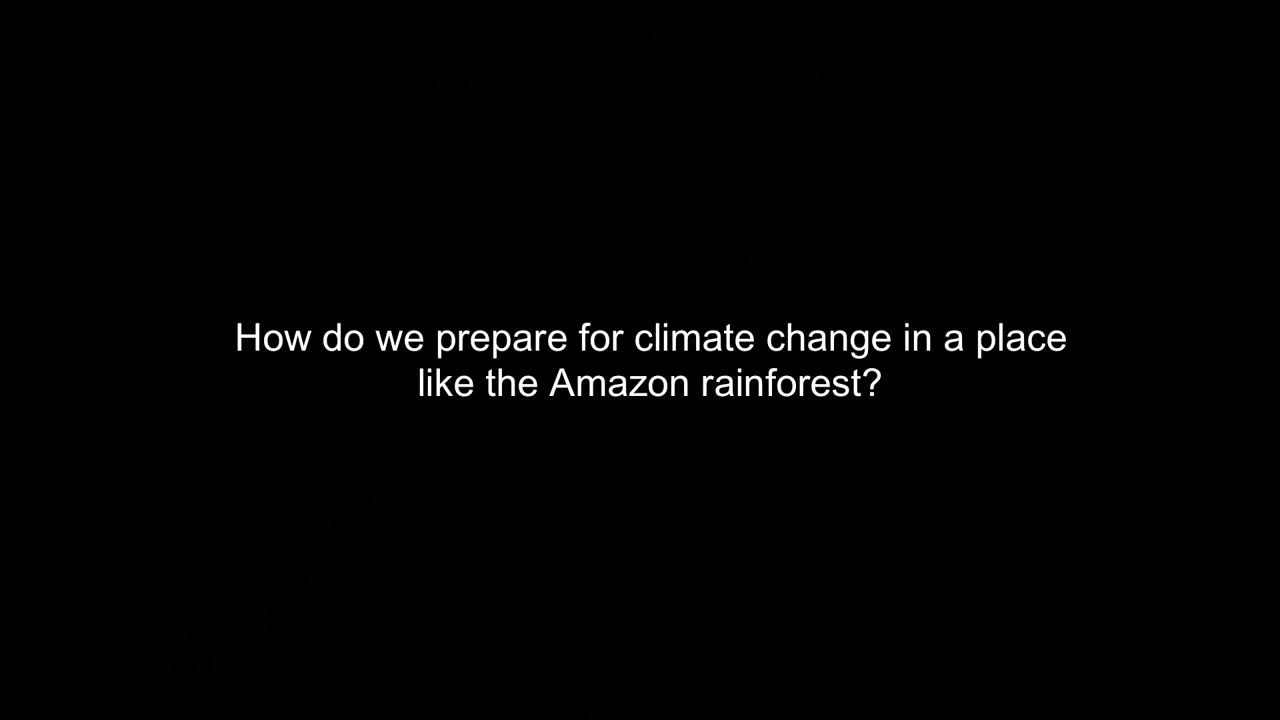 How do we prepare for climate change in a place
like the Amazon rainforest?